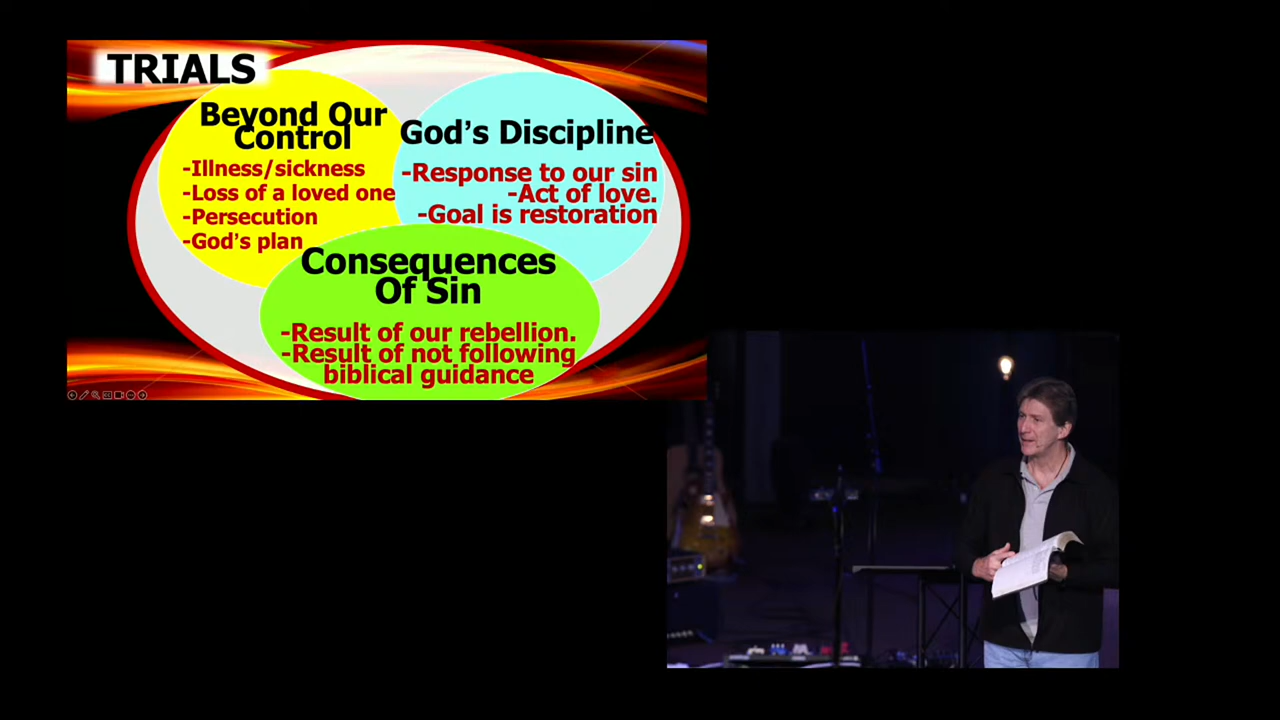 TRIALS
Beyond Our
Control
-Illness/sickness
-Loss of a loved one
-Persecution
-God’s plan
God’s Discipline
-Response to our sin
-Act of love.
-Goal is restoration
Consequences
Of Sin
-Result of our rebellion.
-Result of not following
biblical guidance